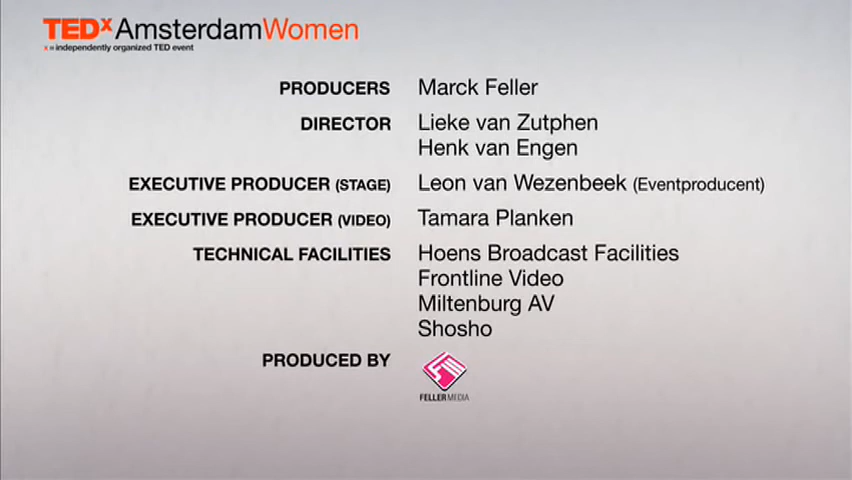 TEDxAmsterdamWomen
x = independently organized TED event
PRODUCERS Marck Feller
DIRECTOR Lieke van Zutphen
Henk van Engen
EXECUTIVE PRODUCER (STAGE) Leon van Wezenbeek (Eventproducent)
EXECUTIVE PRODUCER (VIDEO) Tamara Planken
TECHNICAL FACILITIES Hoens Broadcast Facilities
Frontline Video
Miltenburg AV
Shosho
PRODUCED BY
FELLERMEDIA